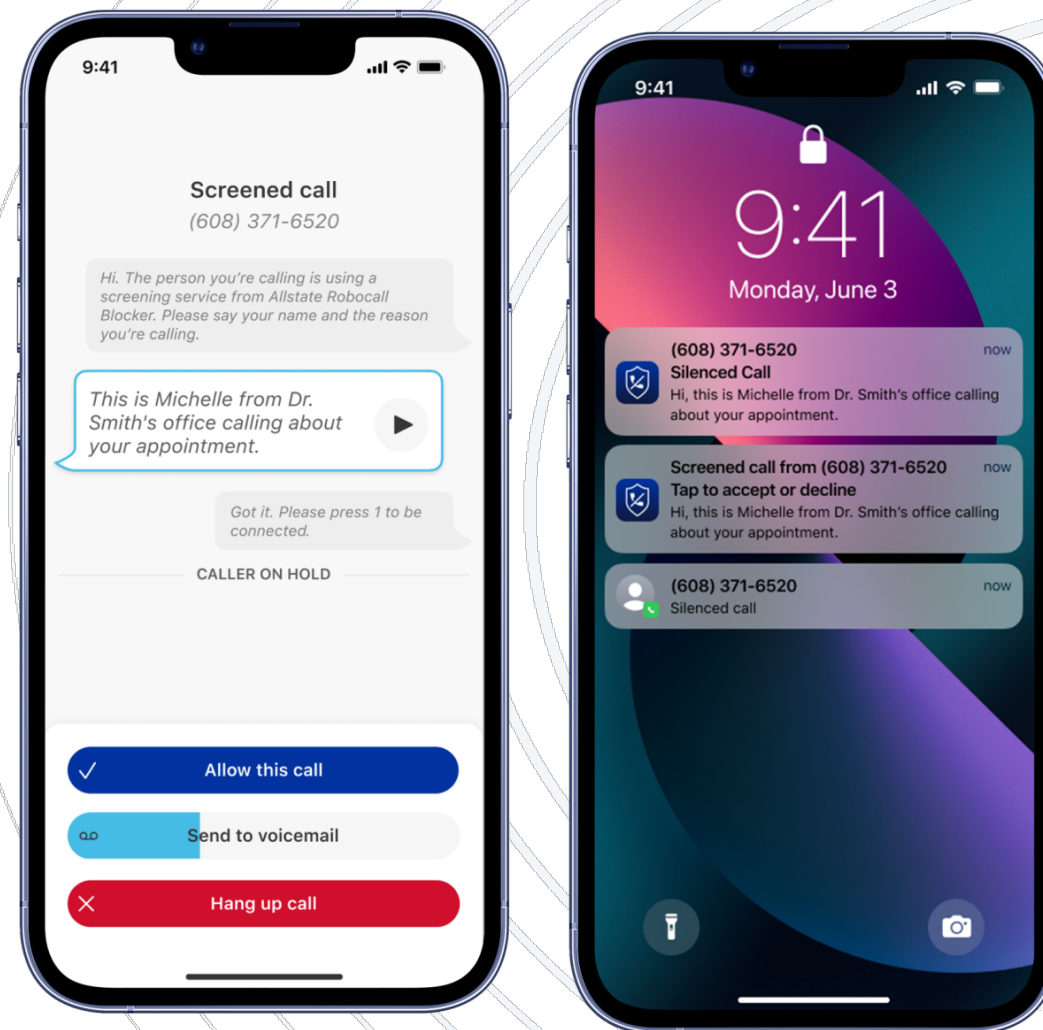 9:41
Screened call
(608) 371-6520
Hi. The person you're calling is using a
screening service from Allstate Robocall
Blocker. Please say your name and the reason
you're calling.
This is Michelle from Dr.
Smith's office calling about
your appointment.
Got it. Please press 1 to be
connected.
CALLER ON HOLD
Allow this call
Send to voicemail
Hang up call
9:41
9:41
Monday, June 3
(608) 371-6520 now
Silenced Call
Hi, this is Michelle from Dr. Smith's office calling
about your appointment.
Screened call from (608) 371-6520 now
Tap to accept or decline
Hi, this is Michelle from Dr. Smith's office calling
about your appointment.
(608) 371-6520 now
Silenced call